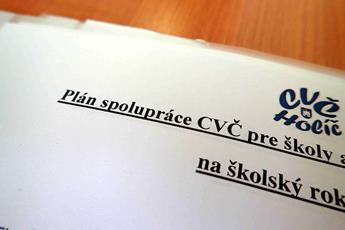 CVČ
Holíč
Plán spolupráce CVČ pre školy a
na školský rok